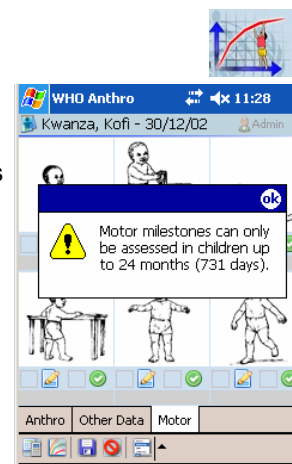 WHO Anthro 11:28
Kwanza, Kofi - 30/12/02 Admin
s
ok
Motor milestones can only
be assessed in children up
to 24 months (731 days).
Anthro Other Data Motor